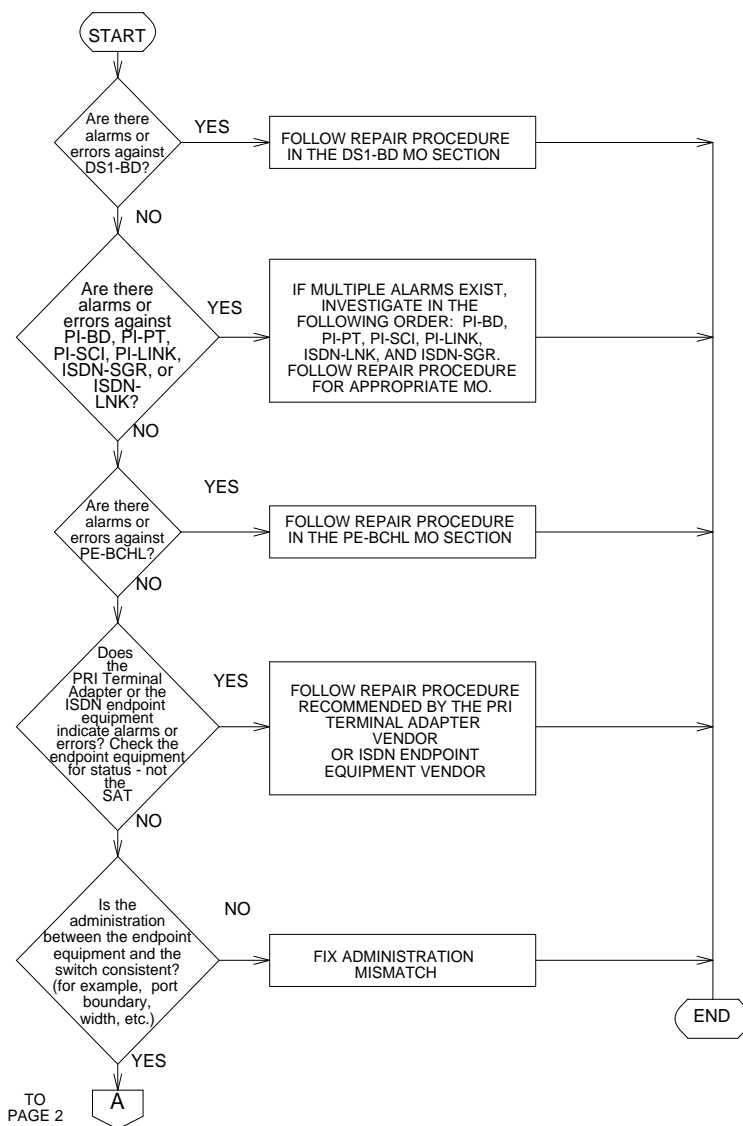 START
Are there
alarms or
errors against
DS1-BD?
YES
FOLLOW REPAIR PROCEDURE
IN THE DS1-BD MO SECTION
NO
Are there
alarms or
errors against
PI-BD, PI-PT,
PI-SCI, PI-LINK,
ISDN-SGR, or
ISDN-
LNK?
YES
IF MULTIPLE ALARMS EXIST,
INVESTIGATE IN THE
FOLLOWING ORDER: PI-BD,
PI-PT, PI-SCI, PI-LINK,
ISDN-LNK, AND ISDN-SGR.
FOLLOW REPAIR PROCEDURE
FOR APPROPRIATE MO.
NO
Are there
alarms or
errors against
PE-BCHL?
YES
FOLLOW REPAIR PROCEDURE
IN THE PE-BCHL MO SECTION
NO
Does
the
PRI Terminal
Adapter or the
ISDN endpoint
equipment
indicate alarms or
errors? Check the
endpoint equipment
for status - not
the
SAT
YES
FOLLOW REPAIR PROCEDURE
RECOMMENDED BY THE PRI
TERMINAL ADAPTER
VENDOR
OR ISDN ENDPOINT
EQUIPMENT VENDOR
NO
Is the
administration
between the endpoint
equipment and the
switch consistent?
(for example, port
boundary,
width, etc.)
NO
FIX ADMINISTRATION
MISMATCH
END
YES
TO
PAGE 2
A